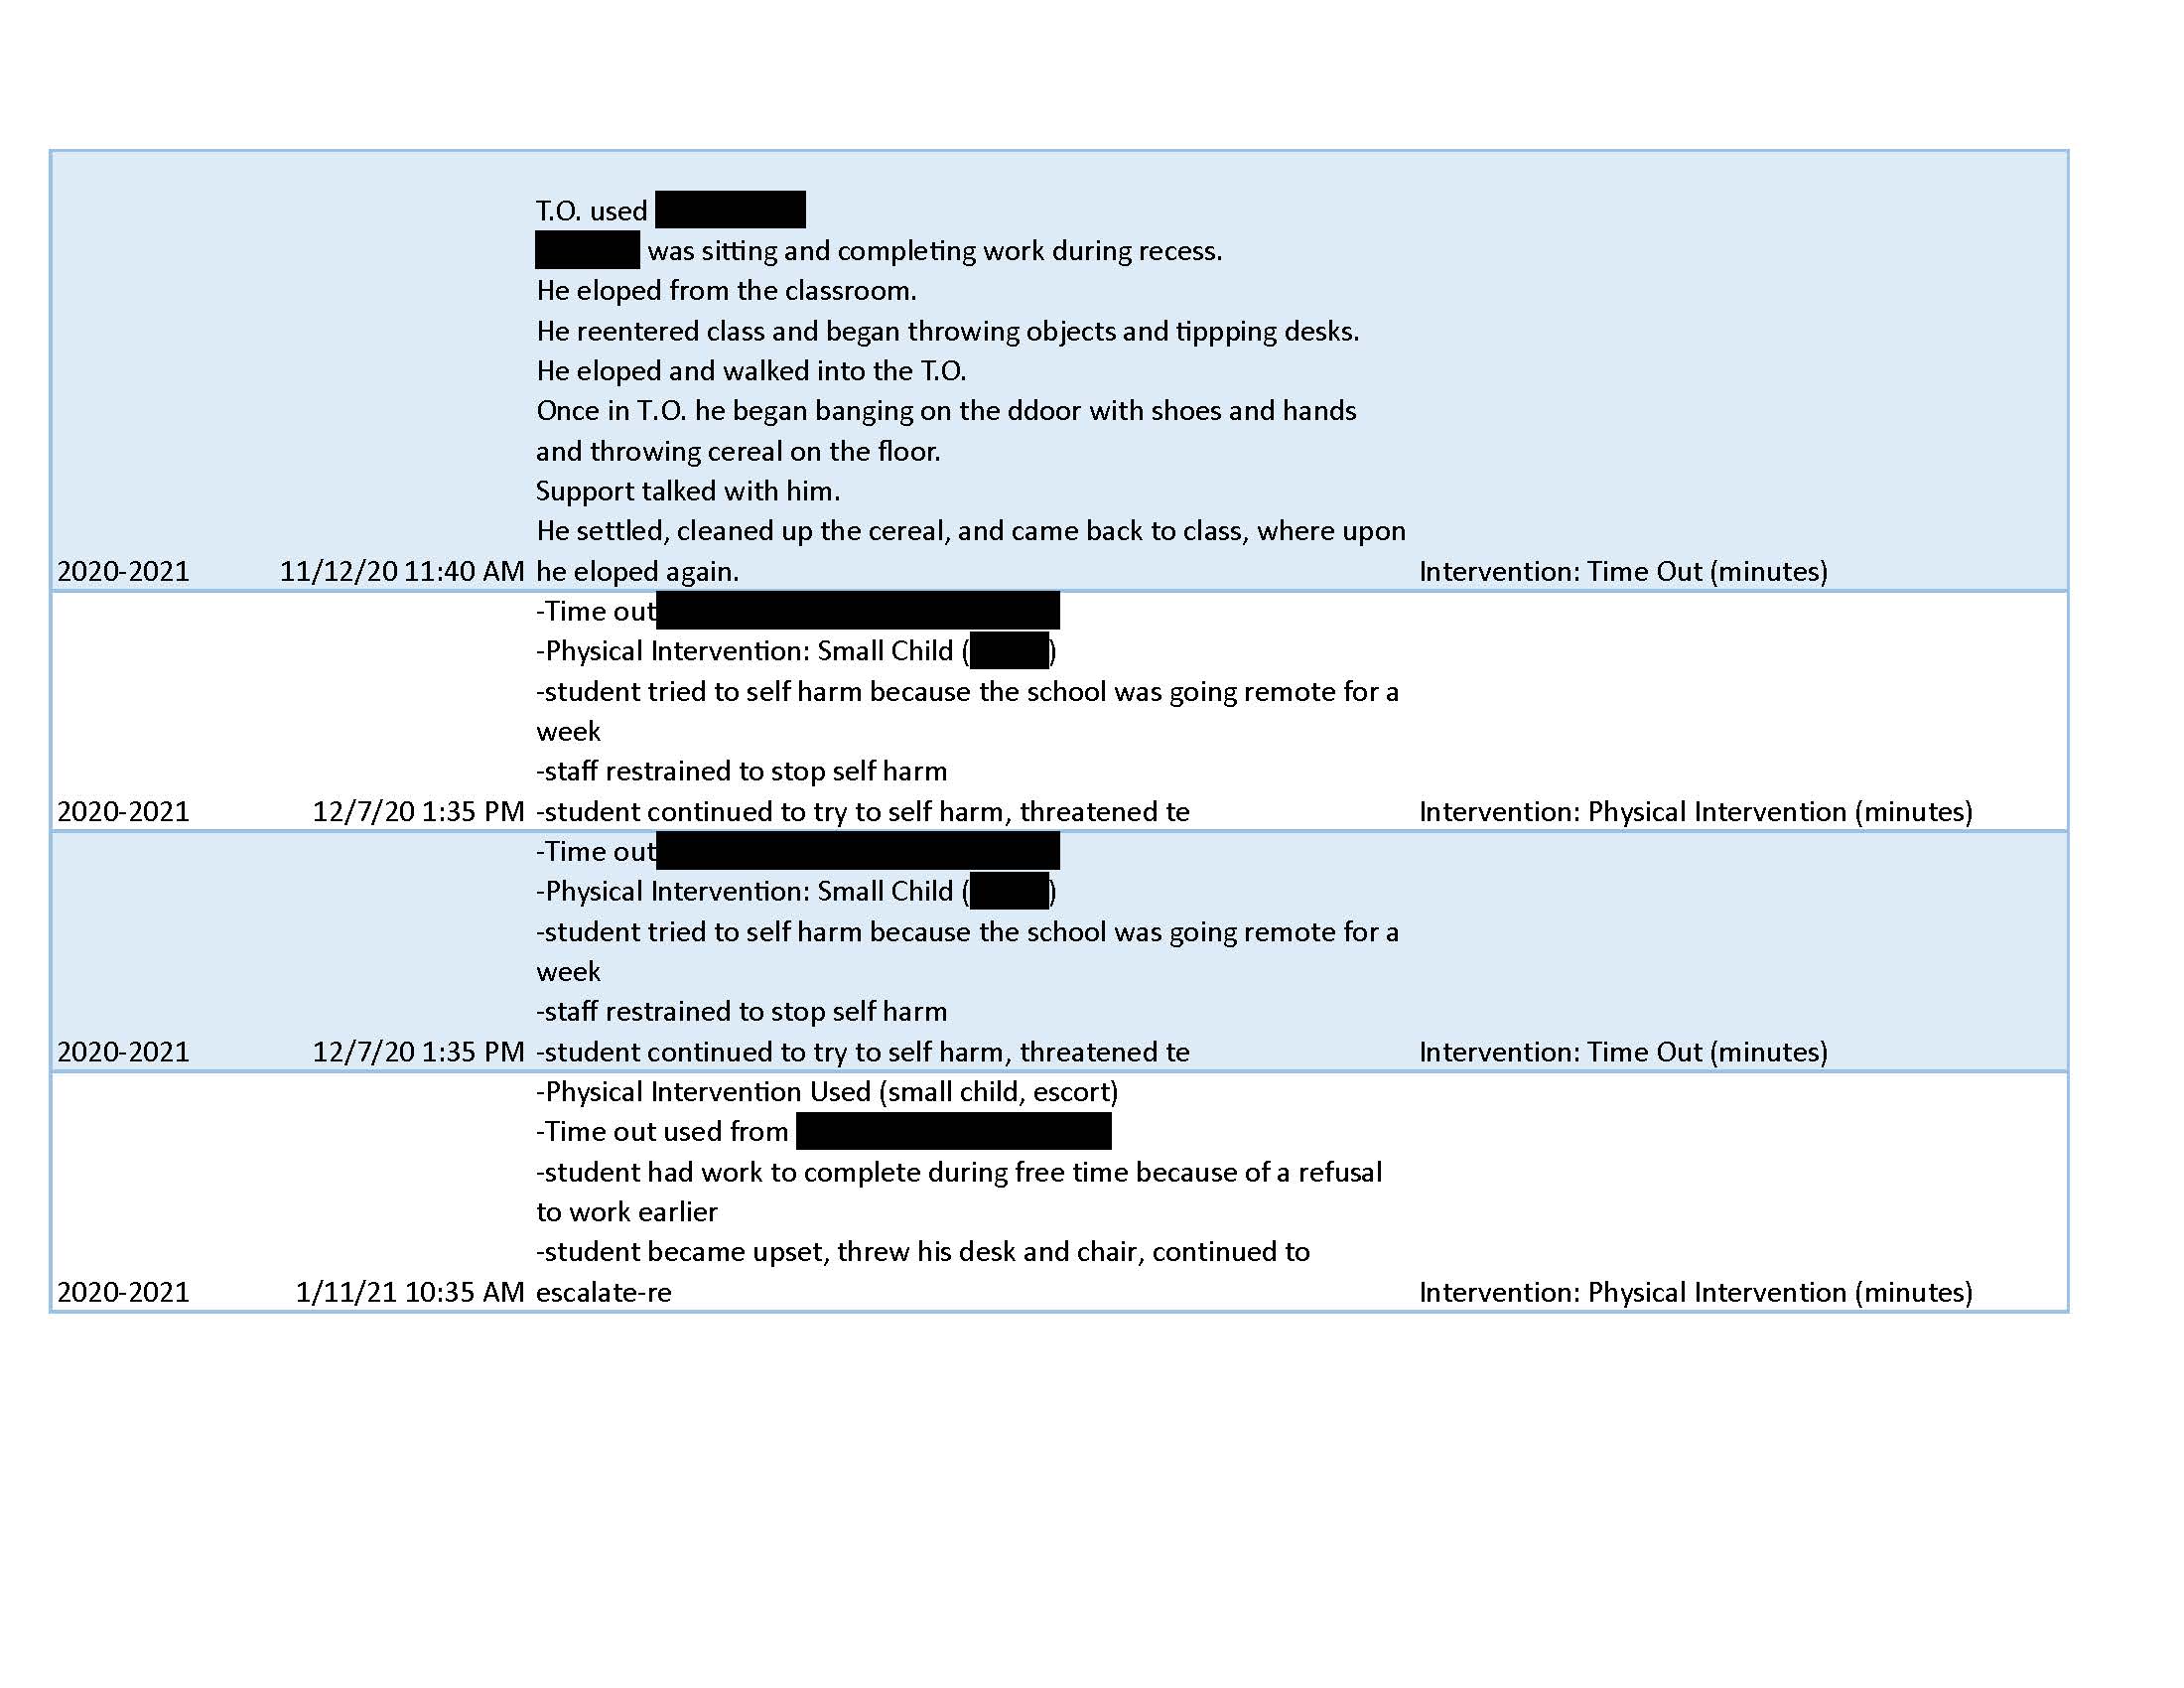 T.O. used
was sitting and completing work during recess.
He eloped from the classroom.
He reentered class and began throwing objects and tippping desks.
He eloped and walked into the T.O.
Once in T.O. he began banging on the ddoor with shoes and hands
and throwing cereal on the floor.
Support talked with him.
He settled, cleaned up the cereal, and came back to class, where upon
2020-2021 11/12/20 11:40 AM he eloped again. Intervention: Time Out (minutes)
-Time out
-Physical Intervention: Small Child ( )
-student tried to self harm because the school was going remote for a
week
-staff restrained to stop self harm
2020-2021 12/7/20 1:35 PM -student continued to try to self harm, threatened te Intervention: Physical Intervention (minutes)
-Time out
-Physical Intervention: Small Child ( )
-student tried to self harm because the school was going remote for a
week
-staff restrained to stop self harm
2020-2021 12/7/20 1:35 PM -student continued to try to self harm, threatened te Intervention: Time Out (minutes)
-Physical Intervention Used (small child, escort)
-Time out used from
-student had work to complete during free time because of a refusal
to work earlier
-student became upset, threw his desk and chair, continued to
2020-2021 1/11/21 10:35 AM escalate-re Intervention: Physical Intervention (minutes)